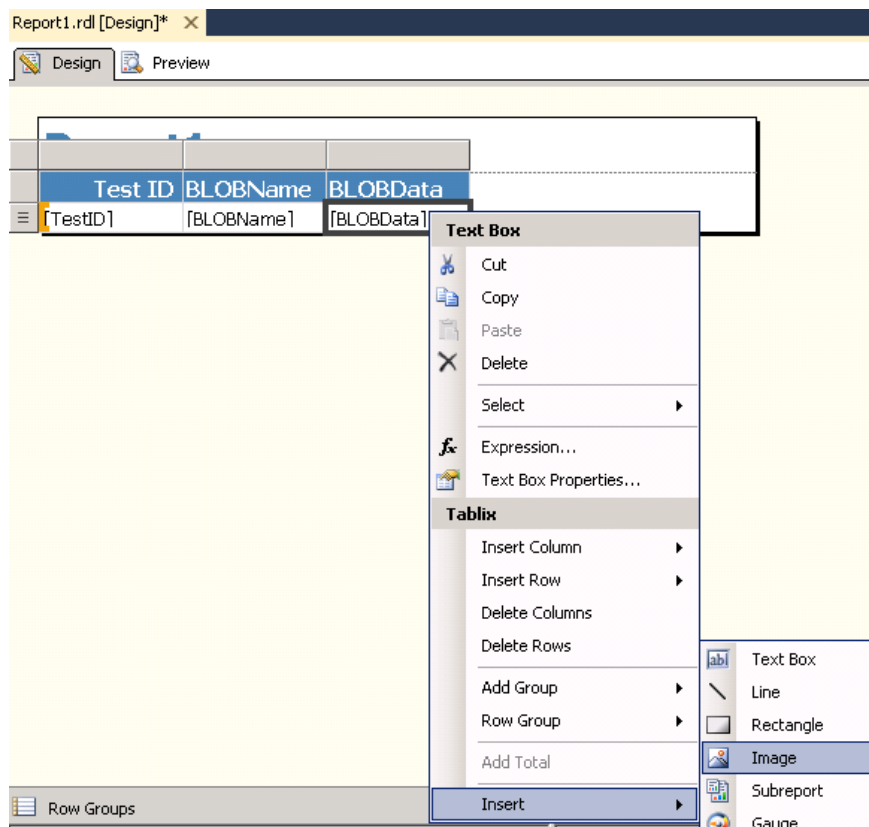 Report1.rdl [Design]*
Design Preview
Test ID BLOBName BLOBData
[TestID] [BLOBName] [BLOBData]
Text Box
Cut
Copy
Paste
Delete
Select
fx Expression...
Text Box Properties...
Tablix
Insert Column
Insert Row
Delete Columns
Delete Rows
Add Group
Row Group
Add Total
Insert
abl Text Box
Line
Rectangle
Image
Subreport
Gauge
Row Groups